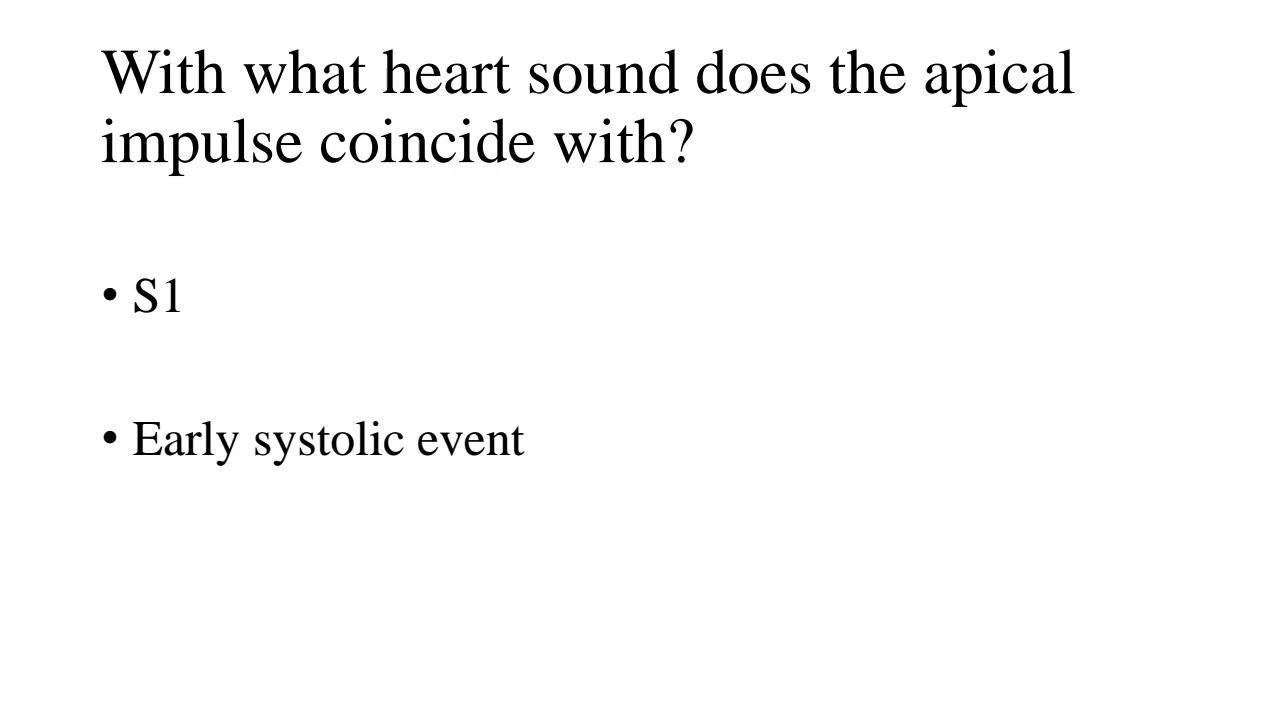 With what heart sound does the apical
impulse coincide with?
• S1
• Early systolic event